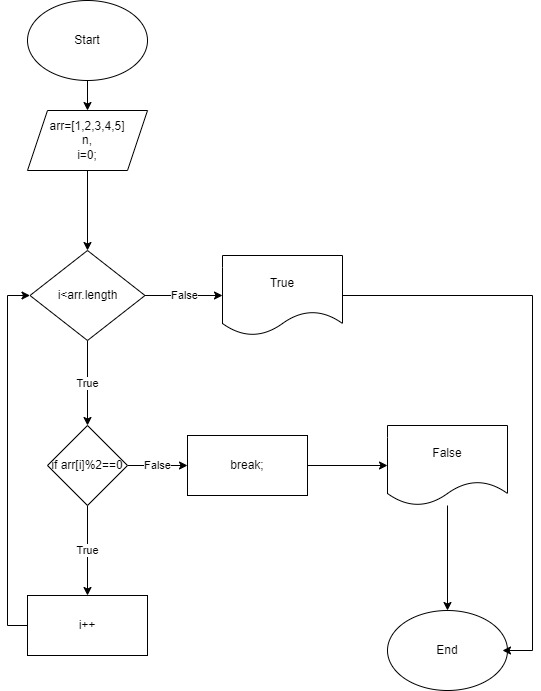 Start
arr=[1,2,3,4,5]
n,
i=0;
i<arr.length
False
True
True
if arr[i]%2==0
False
break;
False
True
i++
End